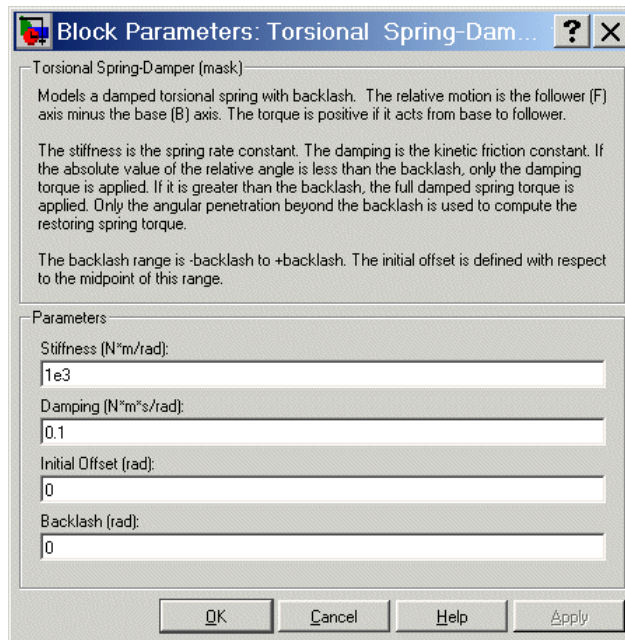 Block Parameters: Torsional Spring-Dam...
Torsional Spring-Damper (mask)
Models a damped torsional spring with backlash. The relative motion is the follower (F)
axis minus the base (B) axis. The torque is positive if it acts from base to follower.
The stiffness is the spring rate constant. The damping is the kinetic friction constant. If
the absolute value of the relative angle is less than the backlash, only the damping
torque is applied. If it is greater than the backlash, the full damped spring torque is
applied. Only the angular penetration beyond the backlash is used to compute the
restoring spring torque.
The backlash range is -backlash to +backlash. The initial offset is defined with respect
to the midpoint of this range.
Parameters
Stiffness (N*m/rad):
1e3
Damping (N*m*s/rad):
0.1
Initial Offset (rad):
0
Backlash (rad):
0
OK Cancel Help Apply